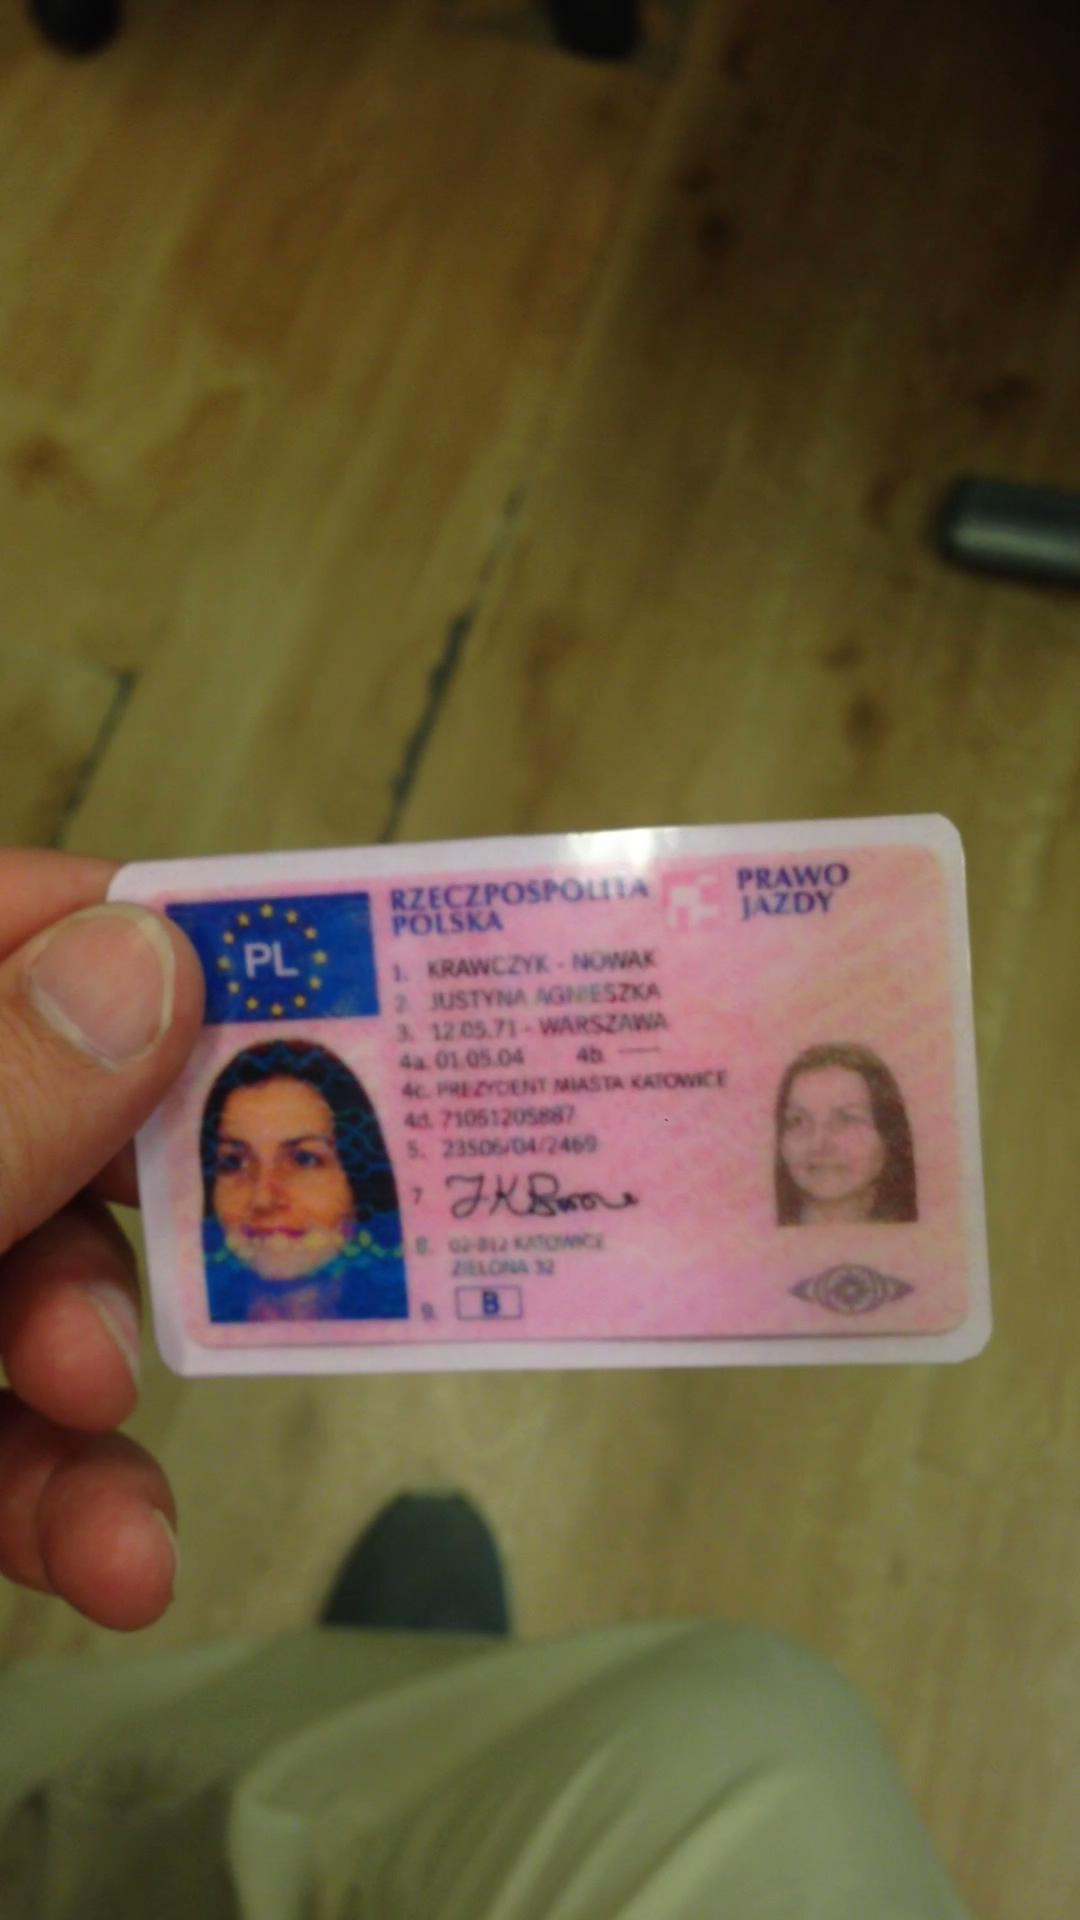 PL
RZECZPOSPOLITA
POLSKA
PRAWO
JAZDY
1. KRAWCZYK - NOWAK
2. JUSTYNA AGNIESZKA
3. 12.05.71 - WARSZAWA
4a. 01.05.04 4b. —
4c. PREZYDENT MIASTA KATOWICE
4d. 71051205887
5. 23506/04/2469
7
8. 02-812 KATOWICE
ZIELONA 32
9. B